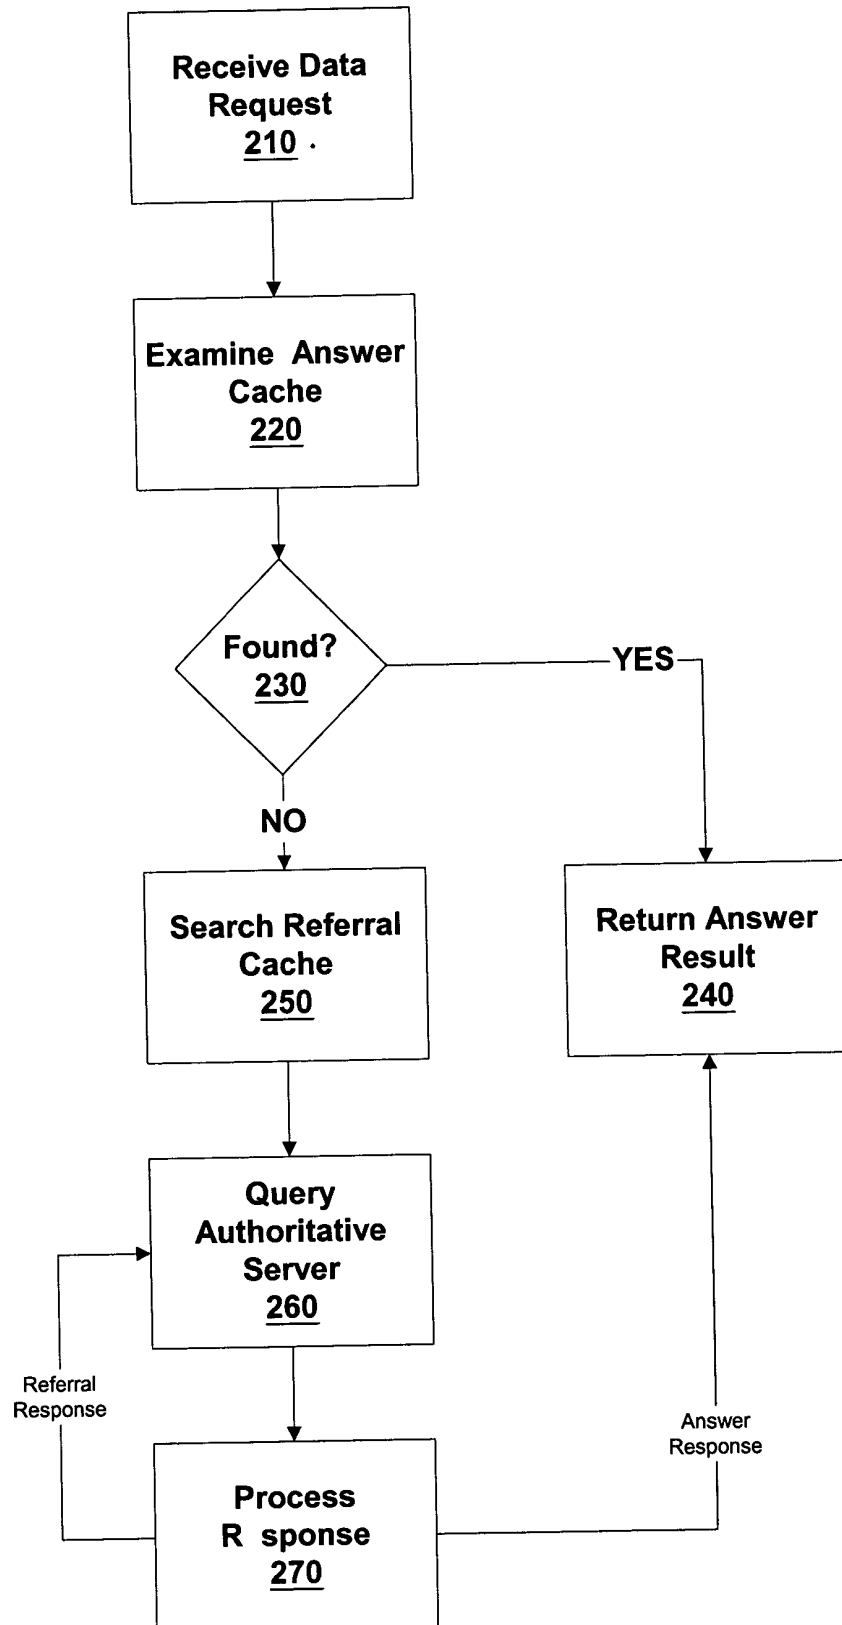 Receive Data
Request
210
Examine Answer
Cache
220
Found?
230
YES
NO
Search Referral
Cache
250
Return Answer
Result
240
Query
Authoritative
Server
260
Referral
Response
Answer
Response
Process
R sponse
270